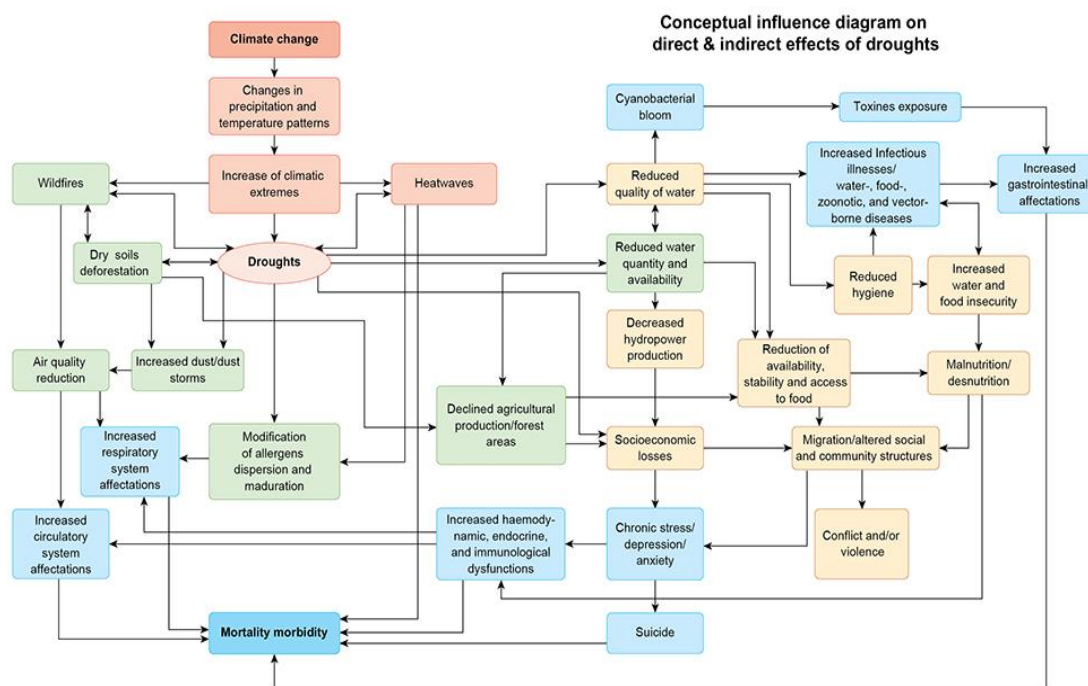 Conceptual influence diagram on
direct & indirect effects of droughts
Climate change
Changes in
precipitation and
temperature patterns
Cyanobacterial
bloom
Toxines exposure
Wildfires
Increase of climatic
extremes
Heatwaves
Reduced
quality of water
Increased Infectious
illnesses/
water-, food-,
zoonotic, and vector-
borne diseases
Increased
gastrointestinal
affectations
Dry soils
deforestation
Droughts
Reduced water
quantity and
availability
Reduced
hygiene
Increased
water and
food insecurity
Air quality
reduction
Increased dust/dust
storms
Decreased
hydropower
production
Reduction of
availability,
stability and access
to food
Malnutrition/
desnutrition
Increased
respiratory
system
affectations
Modification
of allergens
dispersion and
maduration
Declined agricultural
production/forest
areas
Socioeconomic
losses
Migration/altered social
and community structures
Increased
circulatory
system
affectations
Increased haemody-
namic, endocrine,
and immunological
dysfunctions
Chronic stress/
depression/
anxiety
Conflict and/or
violence
Mortality morbidity
Suicide